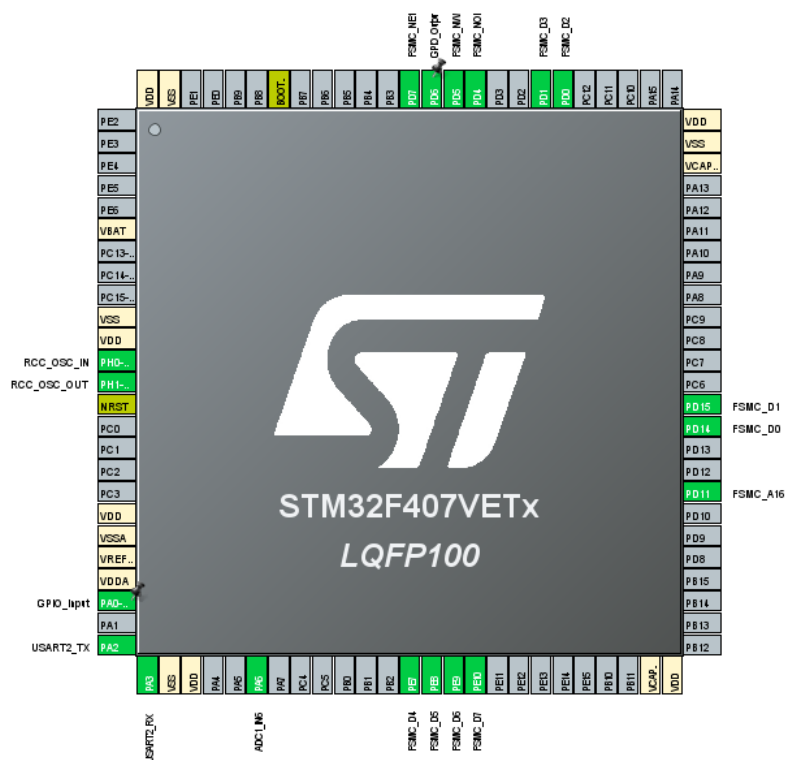 FSMC_NE1
GPIO_Outpr
FSMC_NW
FSMC_NOI
FSMC_D3
FSMC_D2
VDD
VSS
PE1
PE0
PB9
PB8
BOOT..
PB7
PB6
PB5
PB4
PB3
PD7
PD6
PD5
PD4
PD3
PD2
PD1
PD0
PC12
PC11
PC10
PA15
PA14
PE2
PE3
PE4
PE5
PE6
VBAT
PC13-..
PC14-..
PC15-..
VSS
VDD
RCC_OSC_IN PH0-..
RCC_OSC_OUT PH1-..
NRST
PC0
PC1
PC2
PC3
VDD
VSSA
VREF..
VDDA
GPIO_Input PA0-..
PA1
USART2_TX PA2
STM32F407VETx
LQFP100
VDD
VSS
VCAP..
PA13
PA12
PA11
PA10
PA9
PA8
PC9
PC8
PC7
PC6
PD15 FSMC_D1
PD14 FSMC_D0
PD13
PD12
PD11 FSMC_A16
PD10
PD9
PD8
PB15
PB14
PB13
PB12
PA3
VSS
VDD
PA4
PA5
PA6
PA7
PC4
PC5
PB0
PB1
PB2
PE7
PE8
PE9
PE10
PE11
PE12
PE13
PE14
PE15
PB10
PB11
VCAP..
VDD
USART2_RX
ADC1_IN6
FSMC_D4
FSMC_D5
FSMC_D6
FSMC_D7